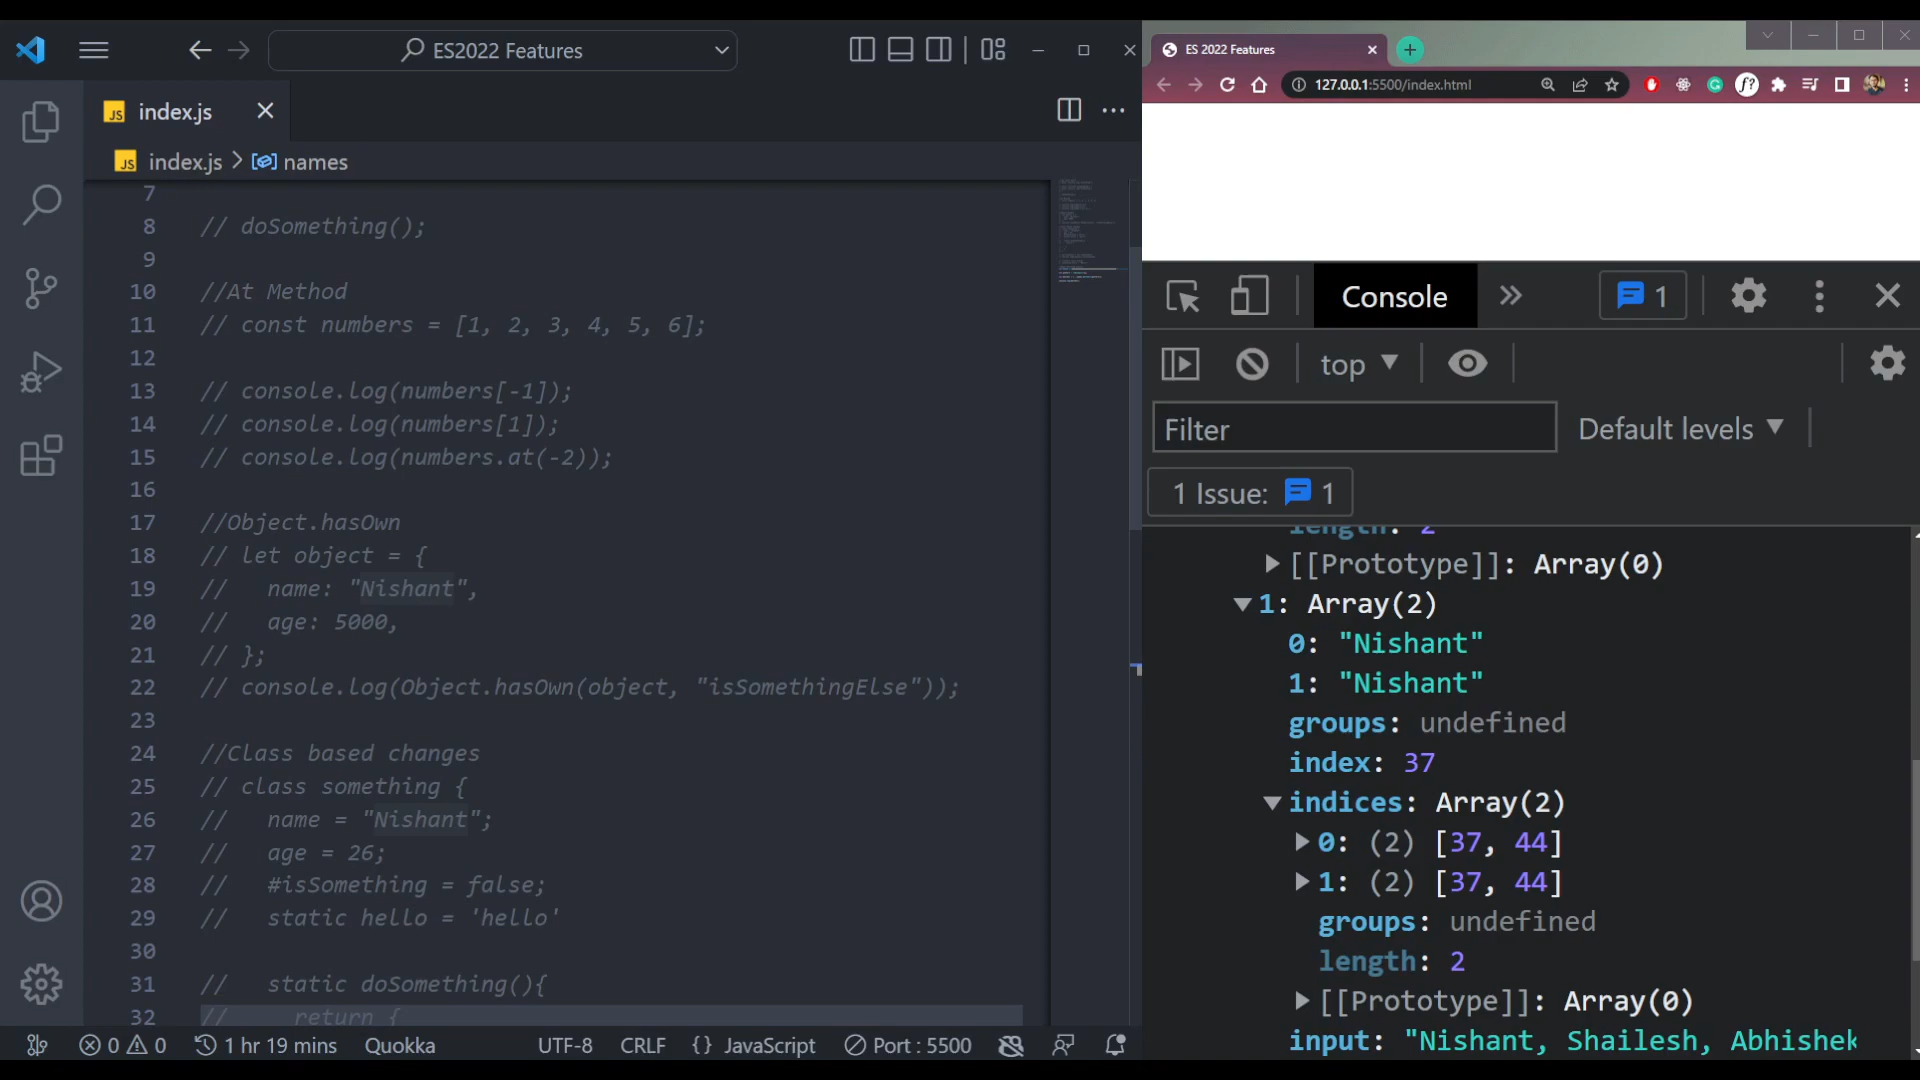 ES2022 Features
JS index.js
JS index.js > names
7
8 // doSomething();
9
10 //At Method
11 // const numbers = [1, 2, 3, 4, 5, 6];
12
13 // console.log(numbers[-1]);
14 // console.log(numbers[1]);
15 // console.log(numbers.at(-2));
16
17 //Object.hasOwn
18 // let object = {
19 //   name: "Nishant",
20 //   age: 5000,
21 // };
22 // console.log(Object.hasOwn(object, "isSomethingElse"));
23
24 //Class based changes
25 // class something {
26 //   name = "Nishant";
27 //   age = 26;
28 //   #isSomething = false;
29 //   static hello = 'hello'
30
31 //   static doSomething(){
32 //     return {
0 0 1 hr 19 mins Quokka UTF-8 CRLF {} JavaScript Port : 5500
ES 2022 Features
127.0.0.1:5500/index.html
f?
Console » 1
top
Filter Default levels
1 Issue: 1
length: 2
[[Prototype]]: Array(0)
1: Array(2)
0: "Nishant"
1: "Nishant"
groups: undefined
index: 37
indices: Array(2)
0: (2) [37, 44]
1: (2) [37, 44]
groups: undefined
length: 2
[[Prototype]]: Array(0)
input: "Nishant, Shailesh, Abhishek